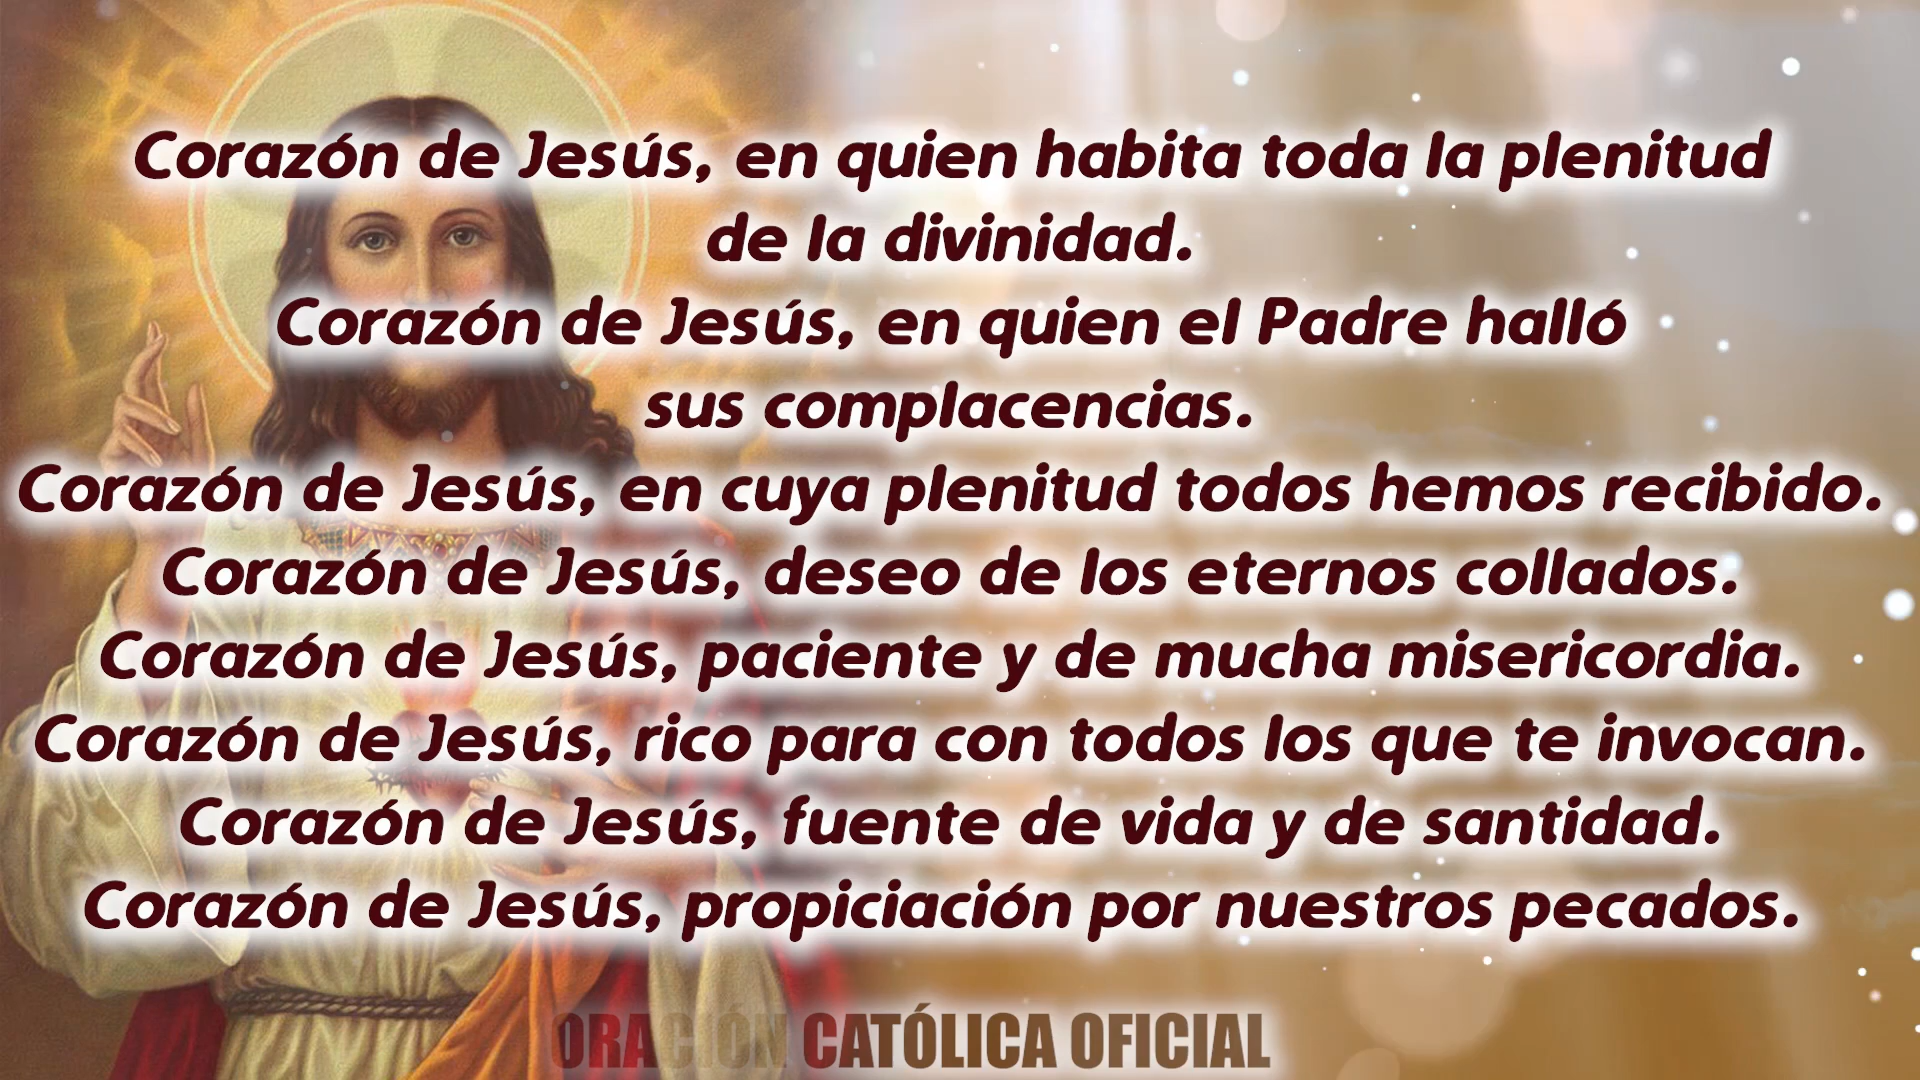 Corazón de Jesús, en quien habita toda la plenitud
de la divinidad.
Corazón de Jesús, en quien el Padre halló
sus complacencias.
Corazón de Jesús, en cuya plenitud todos hemos recibido.
Corazón de Jesús, deseo de los eternos collados.
Corazón de Jesús, paciente y de mucha misericordia.
Corazón de Jesús, rico para con todos los que te invocan.
Corazón de Jesús, fuente de vida y de santidad.
Corazón de Jesús, propiciación por nuestros pecados.
ORACIÓN CATÓLICA OFICIAL